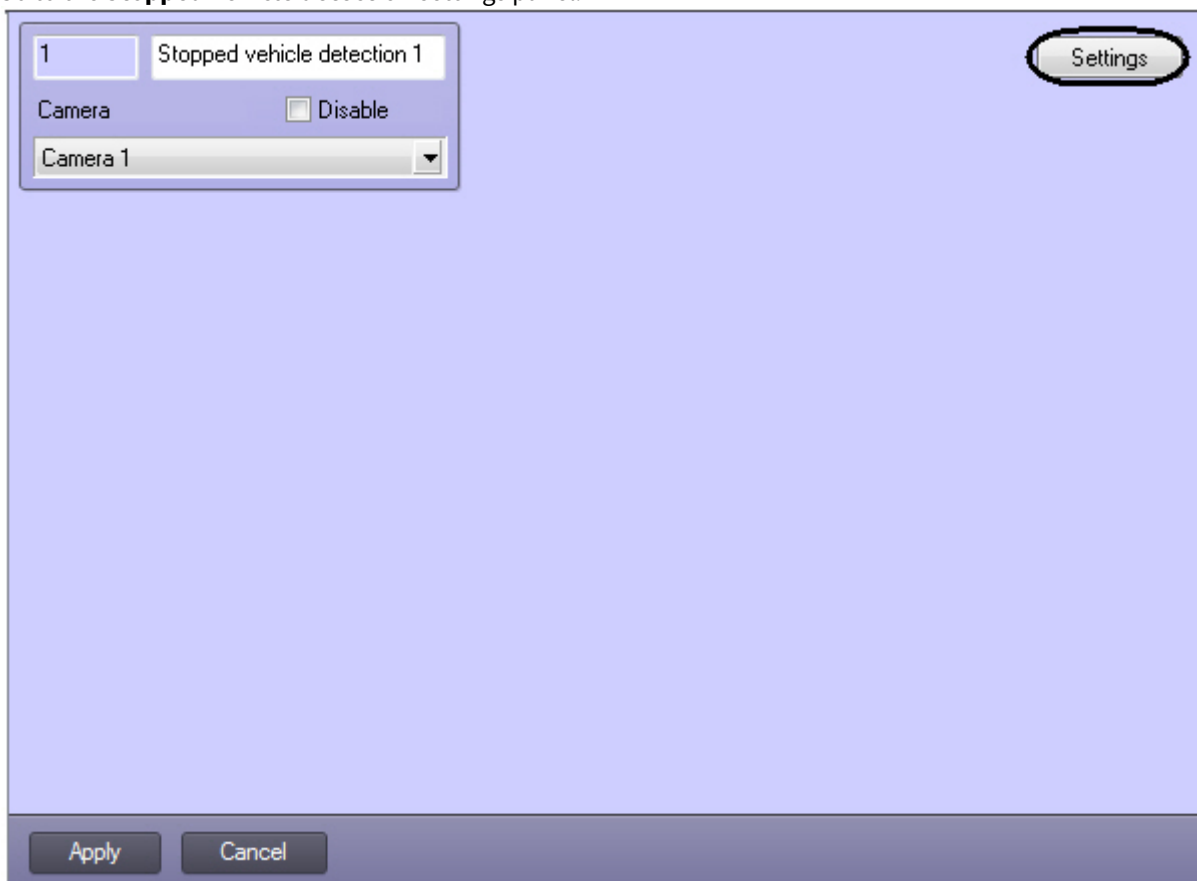 1
Stopped vehicle detection 1
Settings
Camera
Disable
Camera 1
Apply
Cancel